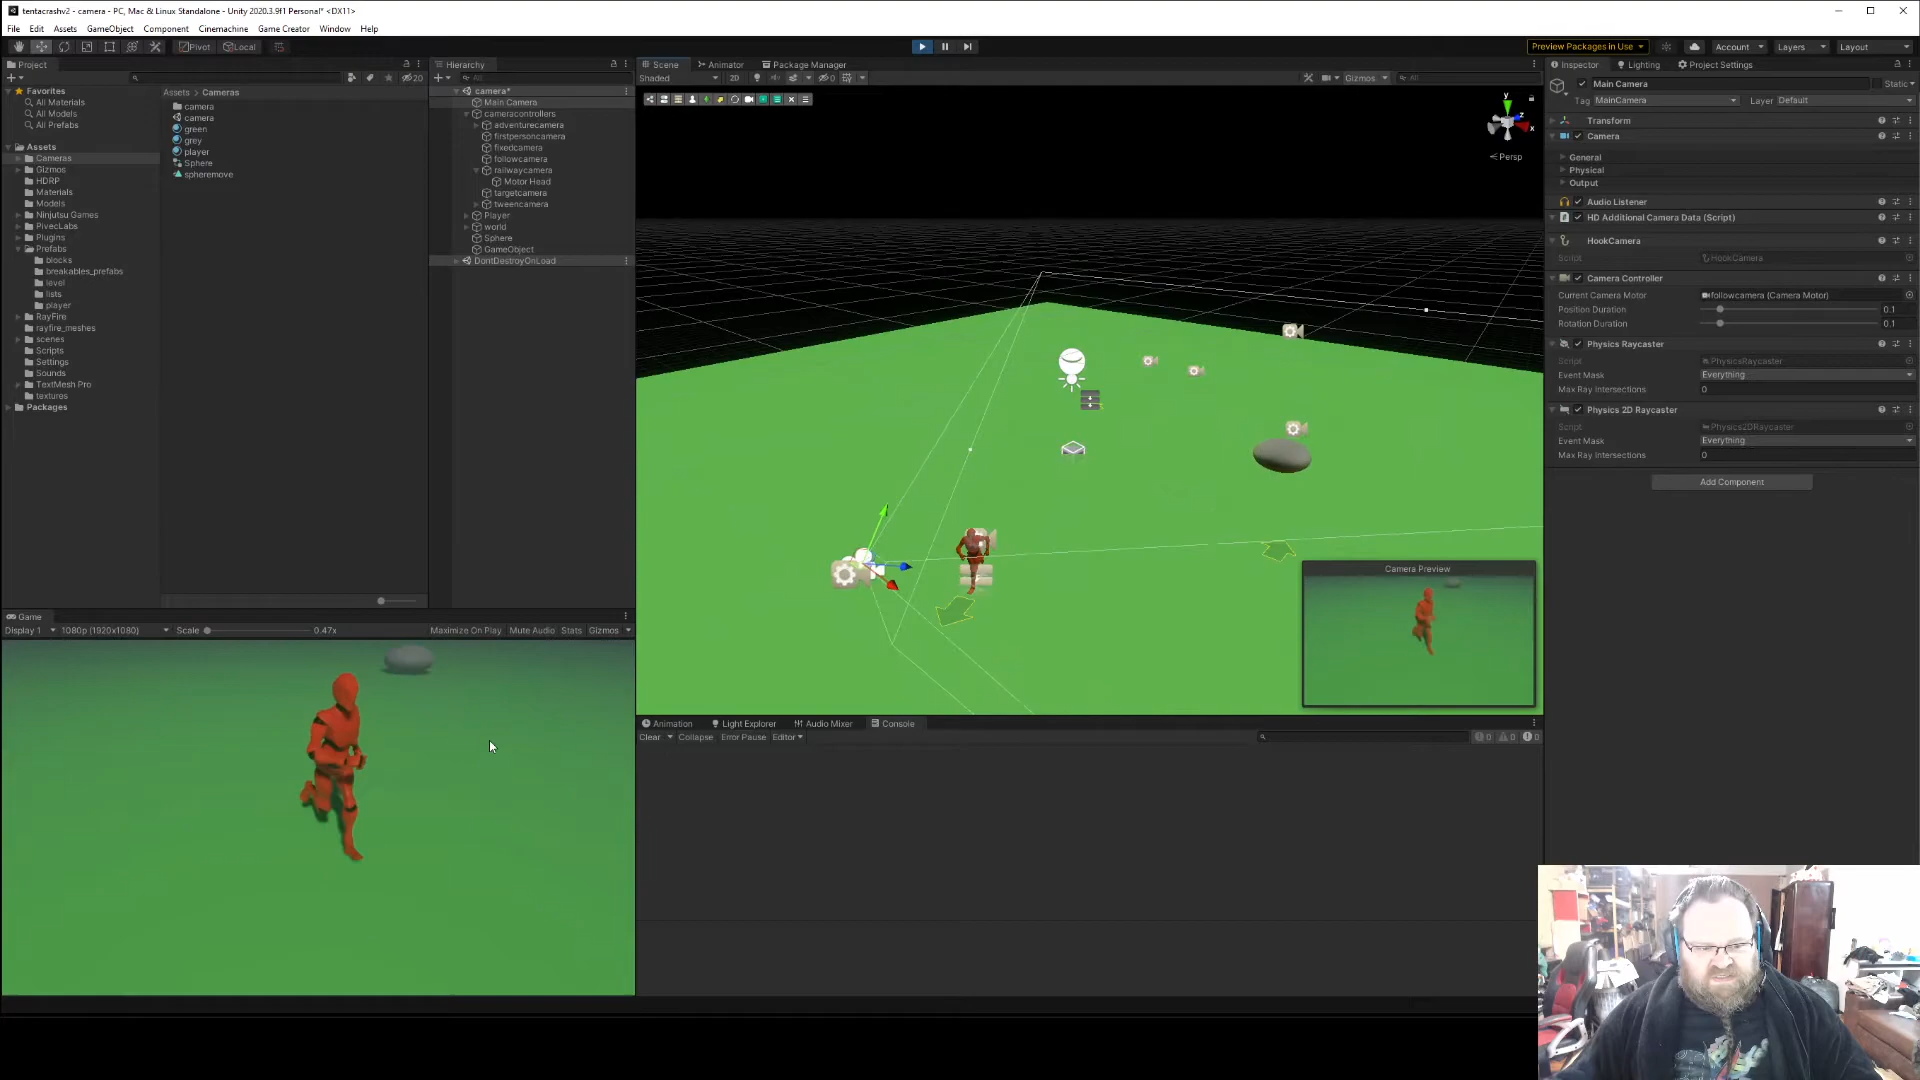 tentacrashv2 - camera - PC, Mac & Linux Standalone - Unity 2020.3.9f1 Personal* <DX11>
File Edit Assets GameObject Component Cinemachine Game Creator Window Help
Pivot Local
Preview Packages in Use Account Layers Layout
Project
20
Favorites
All Materials
All Models
All Prefabs
Assets
Cameras
Gizmos
HDRP
Materials
Models
Ninjutsu Games
PivecLabs
Plugins
Prefabs
blocks
breakables_prefabs
level
lists
player
RayFire
rayfire_meshes
scenes
Scripts
Settings
Sounds
TextMesh Pro
textures
Packages
Assets > Cameras
camera
camera
green
grey
player
Sphere
spheremove
Hierarchy
All
camera*
Main Camera
cameracontrollers
adventurecamera
firstpersoncamera
fixedcamera
followcamera
railwaycamera
Motor Head
targetcamera
tweencamera
Player
world
Sphere
GameObject
DontDestroyOnLoad
Scene Animator Package Manager
Shaded 2D 0 Gizmos All
y
z
x
Persp
Camera Preview
Game
Display 1 1080p (1920x1080) Scale 0.47x Maximize On Play Mute Audio Stats Gizmos
Animation Light Explorer Audio Mixer Console
Clear Collapse Error Pause Editor 0 0 0
Inspector Lighting Project Settings
Main Camera Static
Tag MainCamera Layer Default
Transform
Camera
General
Physical
Output
Audio Listener
HD Additional Camera Data (Script)
HookCamera
Script HookCamera
Camera Controller
Current Camera Motor followcamera (Camera Motor)
Position Duration 0.1
Rotation Duration 0.1
Physics Raycaster
Script PhysicsRaycaster
Event Mask Everything
Max Ray Intersections 0
Physics 2D Raycaster
Script Physics2DRaycaster
Event Mask Everything
Max Ray Intersections 0
Add Component